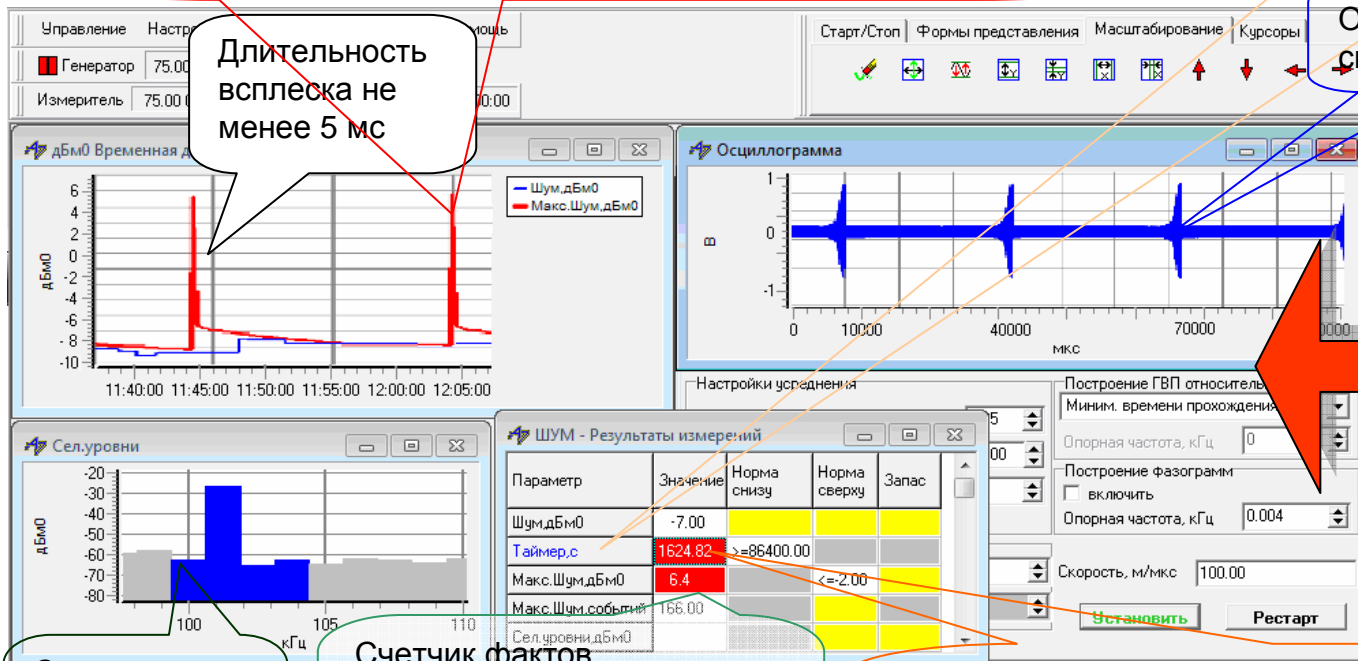 Управление
Длительность
всплеска не
менее 5 мс
Старт/Стоп Формы представления Масштабирование Курсоры
Генератор 75.00
Измеритель 75.00
дБм0 Временная
Шум,дБм0
Макс.Шум,дБм0
дБм0
6
4
2
0
-2
-4
-6
-8
-10
11:40:00 11:45:00 11:50:00 11:55:00 12:00:00 12:05:00
Осциллограмма
В
1
0
-1
0 10000 40000 70000
мкс
Настройки усреднения
Построение ГВП
Миним. времени прохождения
Опорная частота, кГц 0
Построение фазограмм
включить
Опорная частота, кГц 0.004
Скорость, м/мкс 100.00
Установить Рестарт
Сел.уровни
дБм0
-20
-30
-40
-50
-60
-70
-80
100 105 110
кГц
ШУМ - Результаты измерений
Параметр Значение Норма снизу Норма сверху Запас
Шум,дБм0 -7.00
Таймер,с 1624.82 >=86400.00
Макс.Шум,дБм0 6.4 <=-2.00
Макс.Шум.событий 166.00
Сел.уровни,дБм0
Счетчик фактов